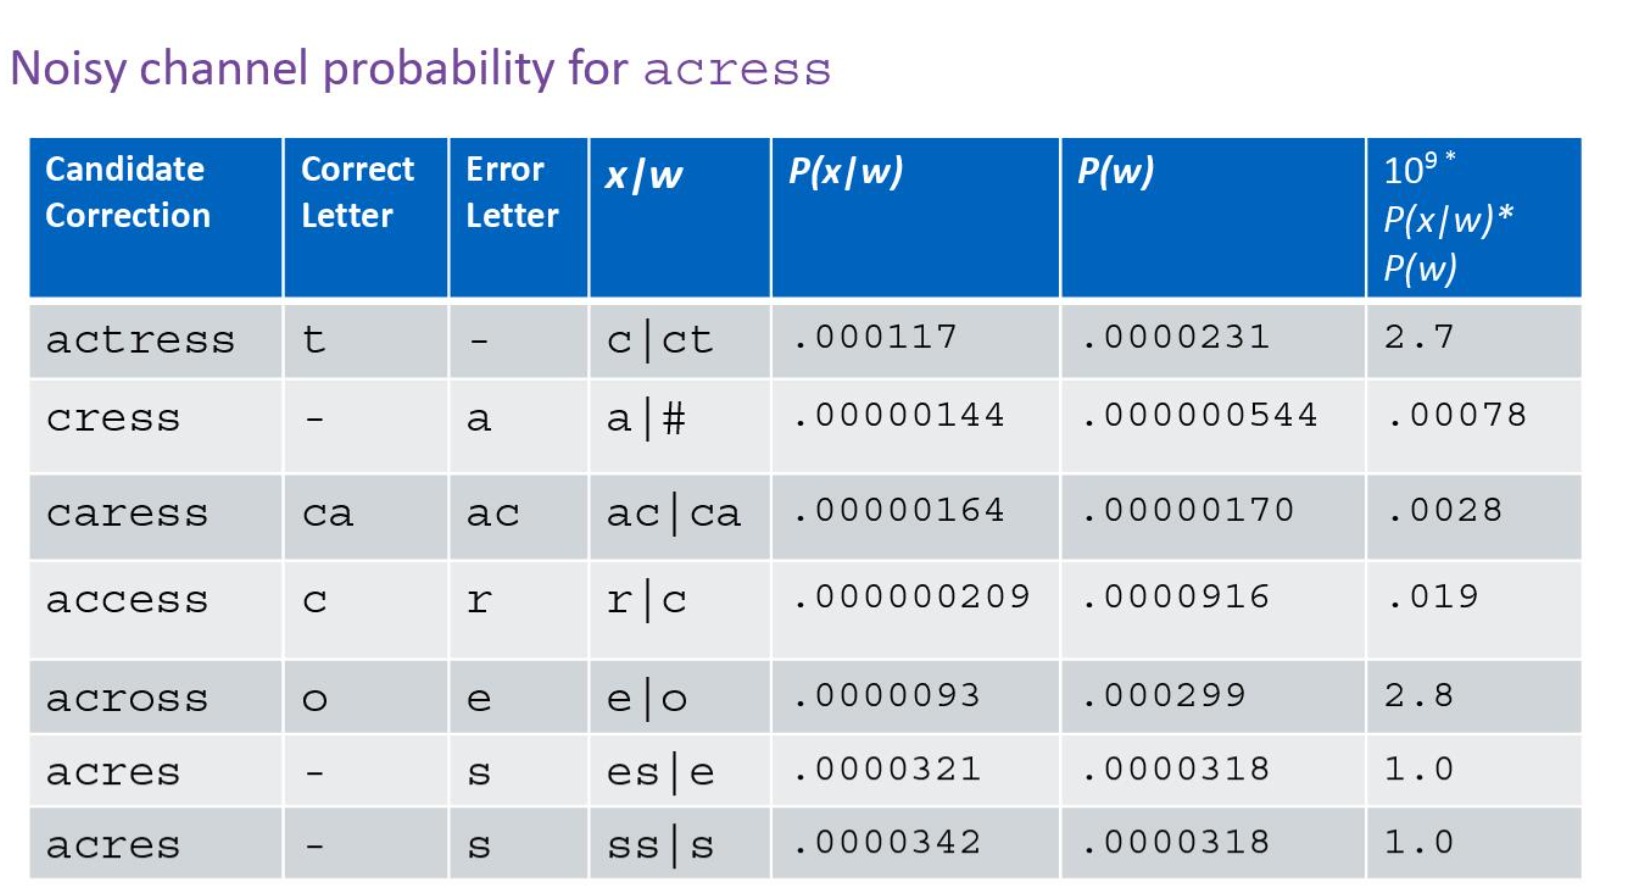 Noisy channel probability for acress
Candidate Correction | Correct Letter | Error Letter | x/w | P(x/w) | P(w) | 10⁹ * P(x/w)* P(w)
actress | t | - | c|ct | .000117 | .0000231 | 2.7
cress | - | a | a|# | .00000144 | .000000544 | .00078
caress | ca | ac | ac|ca | .00000164 | .00000170 | .0028
access | c | r | r|c | .000000209 | .0000916 | .019
across | o | e | e|o | .0000093 | .000299 | 2.8
acres | - | s | es|e | .0000321 | .0000318 | 1.0
acres | - | s | ss|s | .0000342 | .0000318 | 1.0